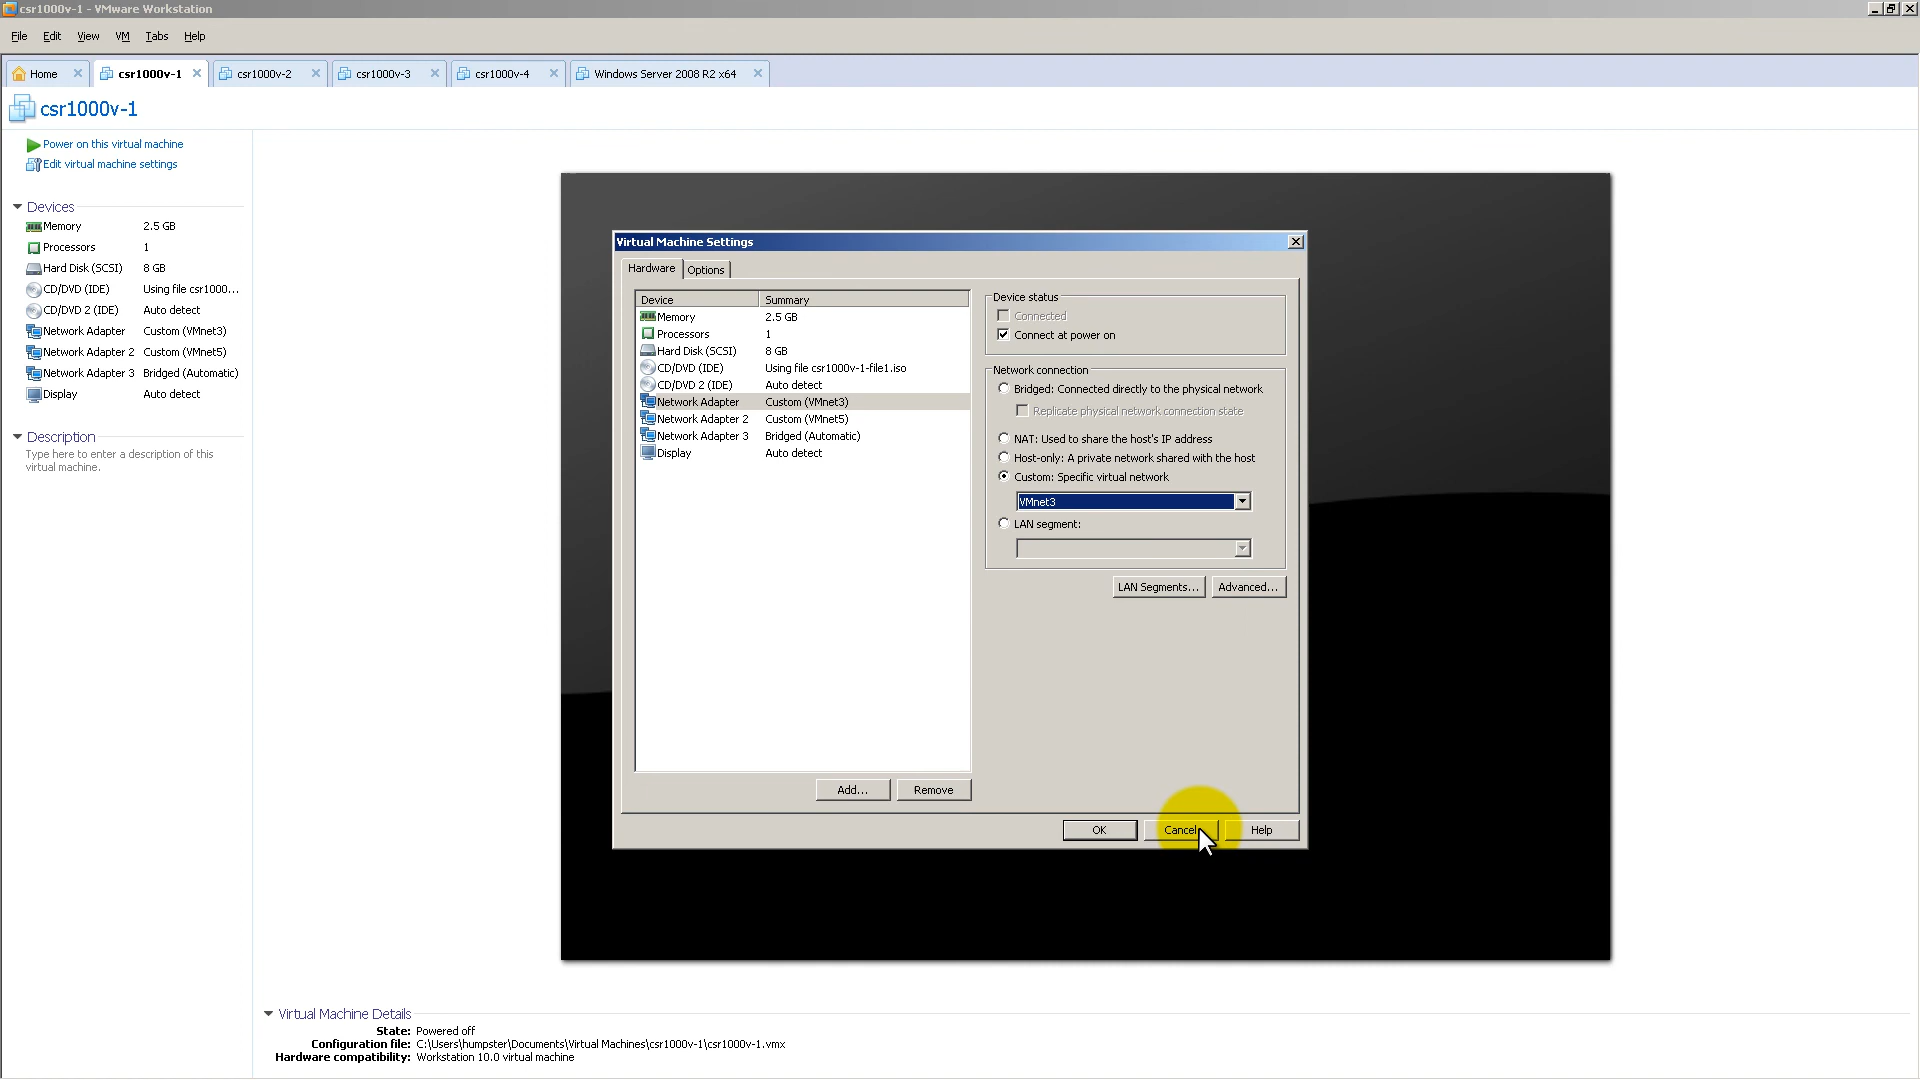 csr1000v-1 - VMware Workstation
File Edit View VM Tabs Help
Home csr1000v-1 csr1000v-2 csr1000v-3 csr1000v-4 Windows Server 2008 R2 x64
csr1000v-1
Power on this virtual machine
Edit virtual machine settings
Devices
Memory 2.5 GB
Processors 1
Hard Disk (SCSI) 8 GB
CD/DVD (IDE) Using file csr1000...
CD/DVD 2 (IDE) Auto detect
Network Adapter Custom (VMnet3)
Network Adapter 2 Custom (VMnet5)
Network Adapter 3 Bridged (Automatic)
Display Auto detect
Description
Type here to enter a description of this
virtual machine.
Virtual Machine Settings
Hardware Options
Device Summary
Memory 2.5 GB
Processors 1
Hard Disk (SCSI) 8 GB
CD/DVD (IDE) Using file csr1000v-1-file1.iso
CD/DVD 2 (IDE) Auto detect
Network Adapter Custom (VMnet3)
Network Adapter 2 Custom (VMnet5)
Network Adapter 3 Bridged (Automatic)
Display Auto detect
Add... Remove
Device status
Connected
Connect at power on
Network connection
Bridged: Connected directly to the physical network
Replicate physical network connection state
NAT: Used to share the host's IP address
Host-only: A private network shared with the host
Custom: Specific virtual network
VMnet3
LAN segment:
LAN Segments... Advanced...
OK Cancel Help
Virtual Machine Details
State: Powered off
Configuration file: C:\Users\humpster\Documents\Virtual Machines\csr1000v-1\csr1000v-1.vmx
Hardware compatibility: Workstation 10.0 virtual machine